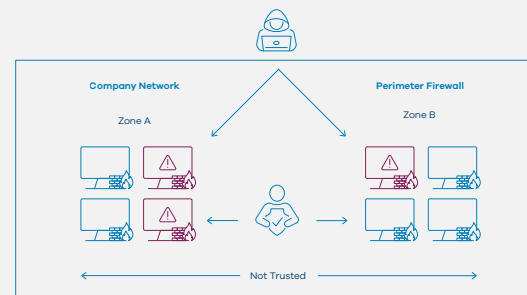 Company Network
Perimeter Firewall
Zone A
Zone B
Not Trusted